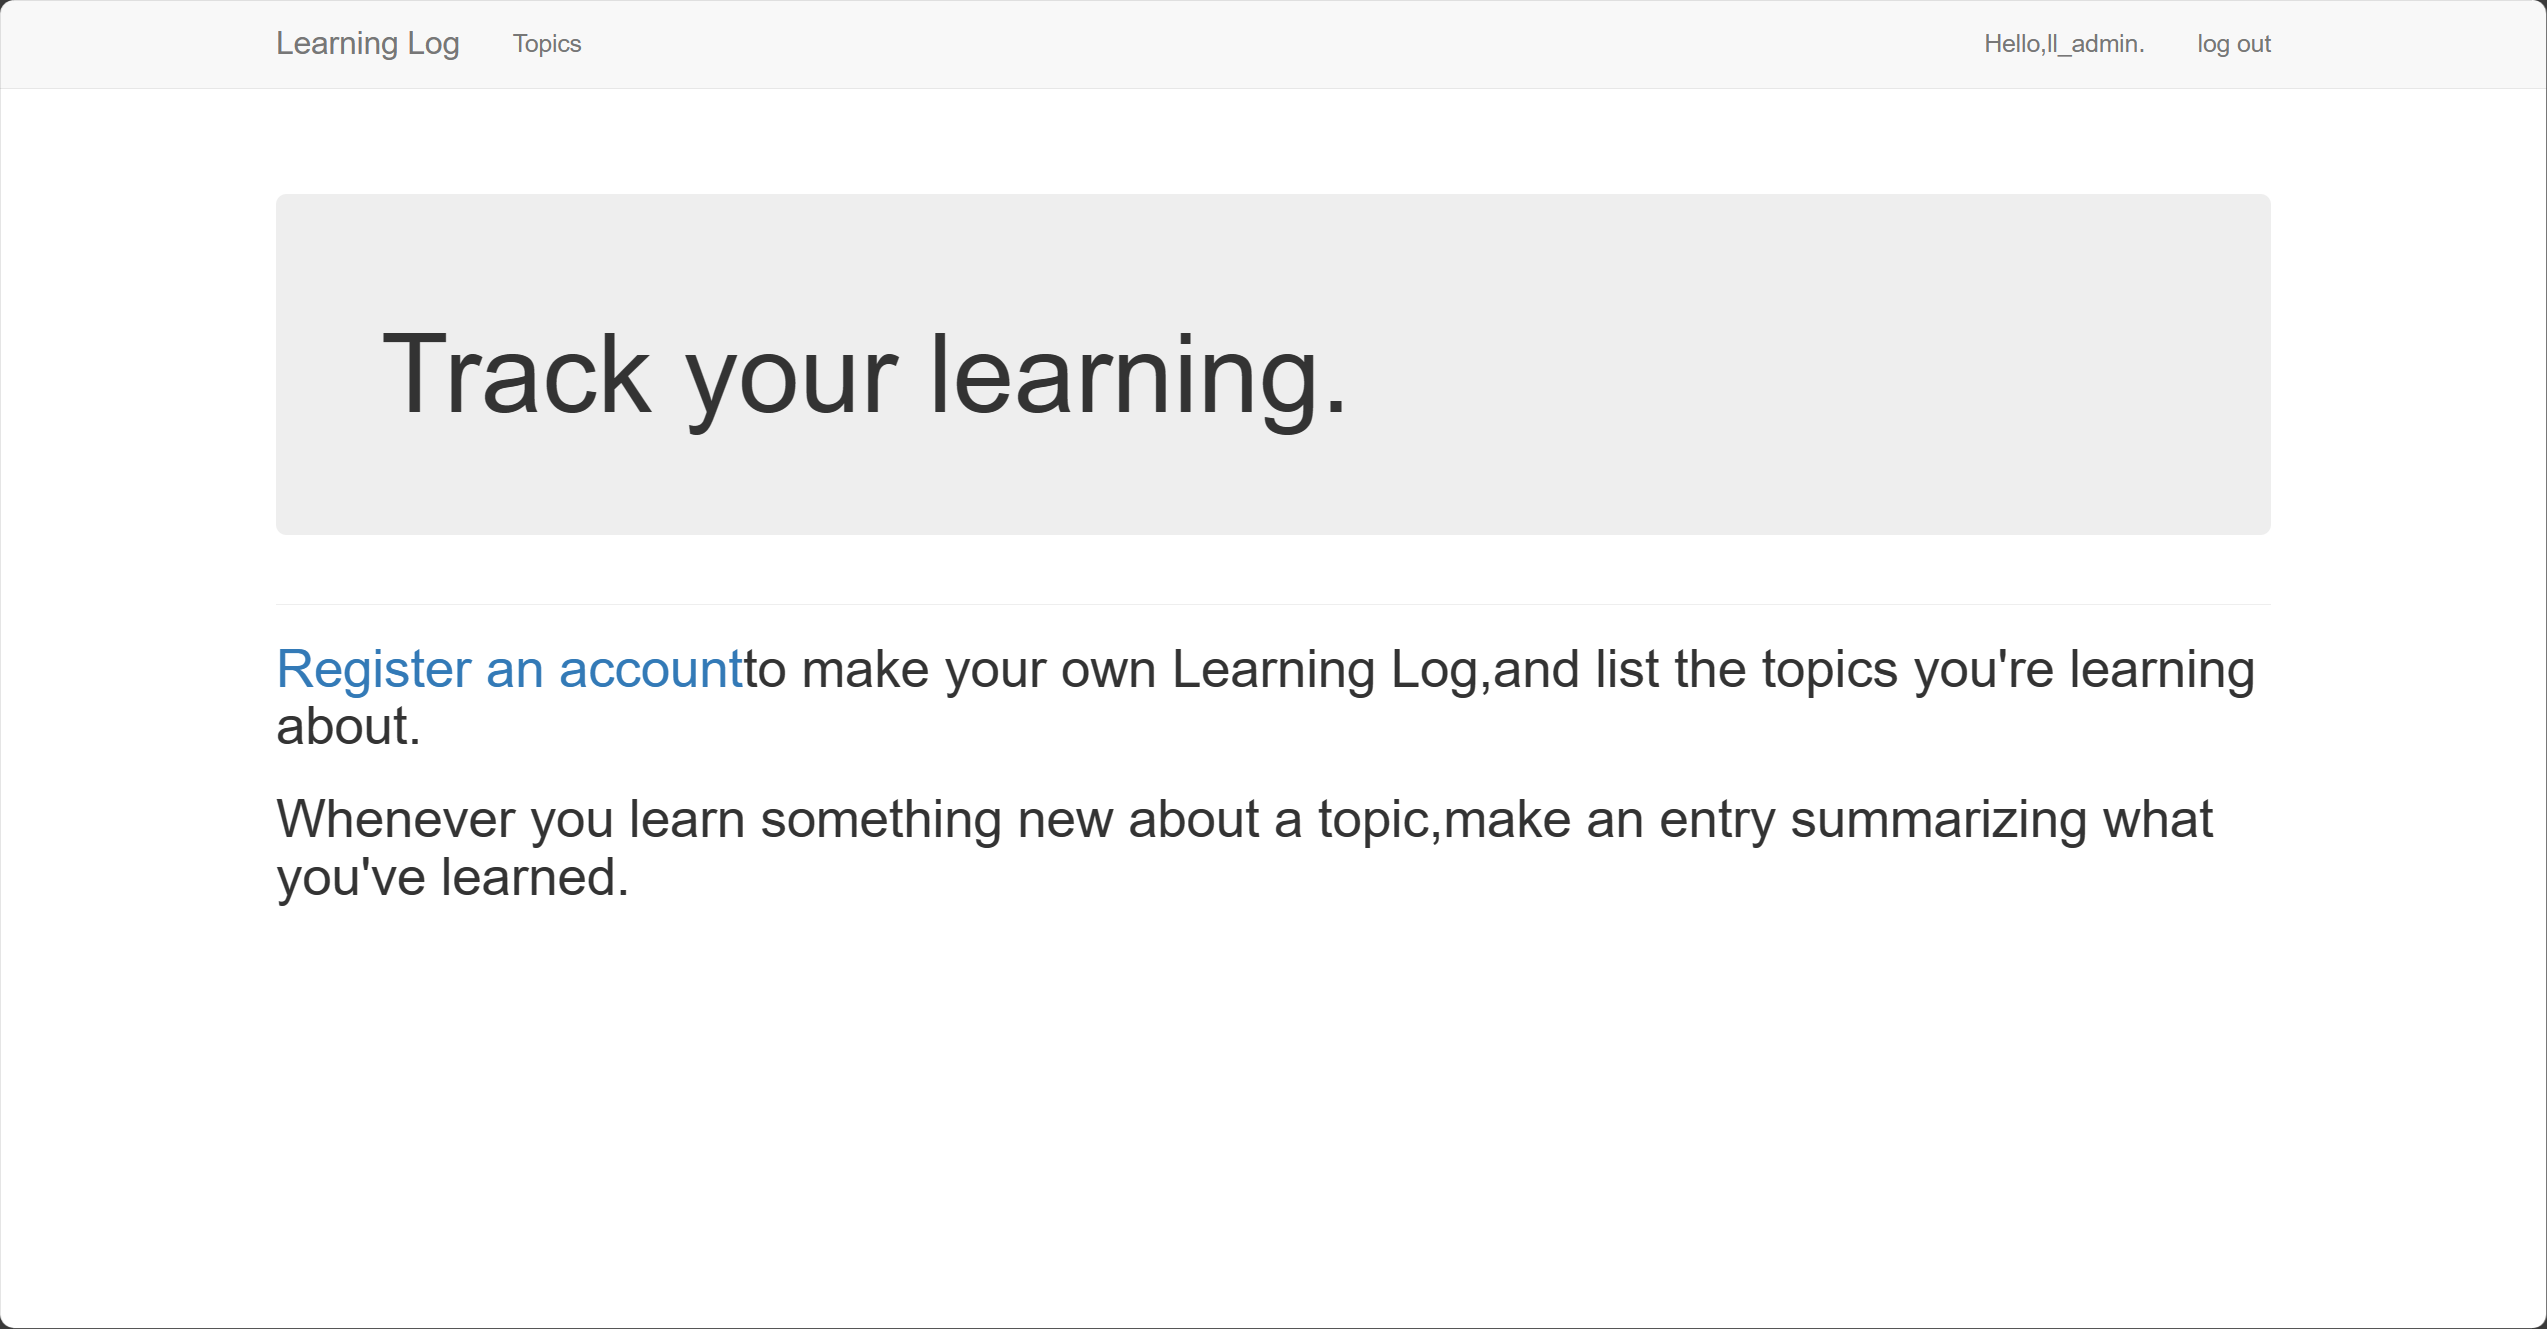 Learning Log Topics Hello,ll_admin. log out
Track your learning.
Register an accountto make your own Learning Log,and list the topics you're learning
about.
Whenever you learn something new about a topic,make an entry summarizing what
you've learned.